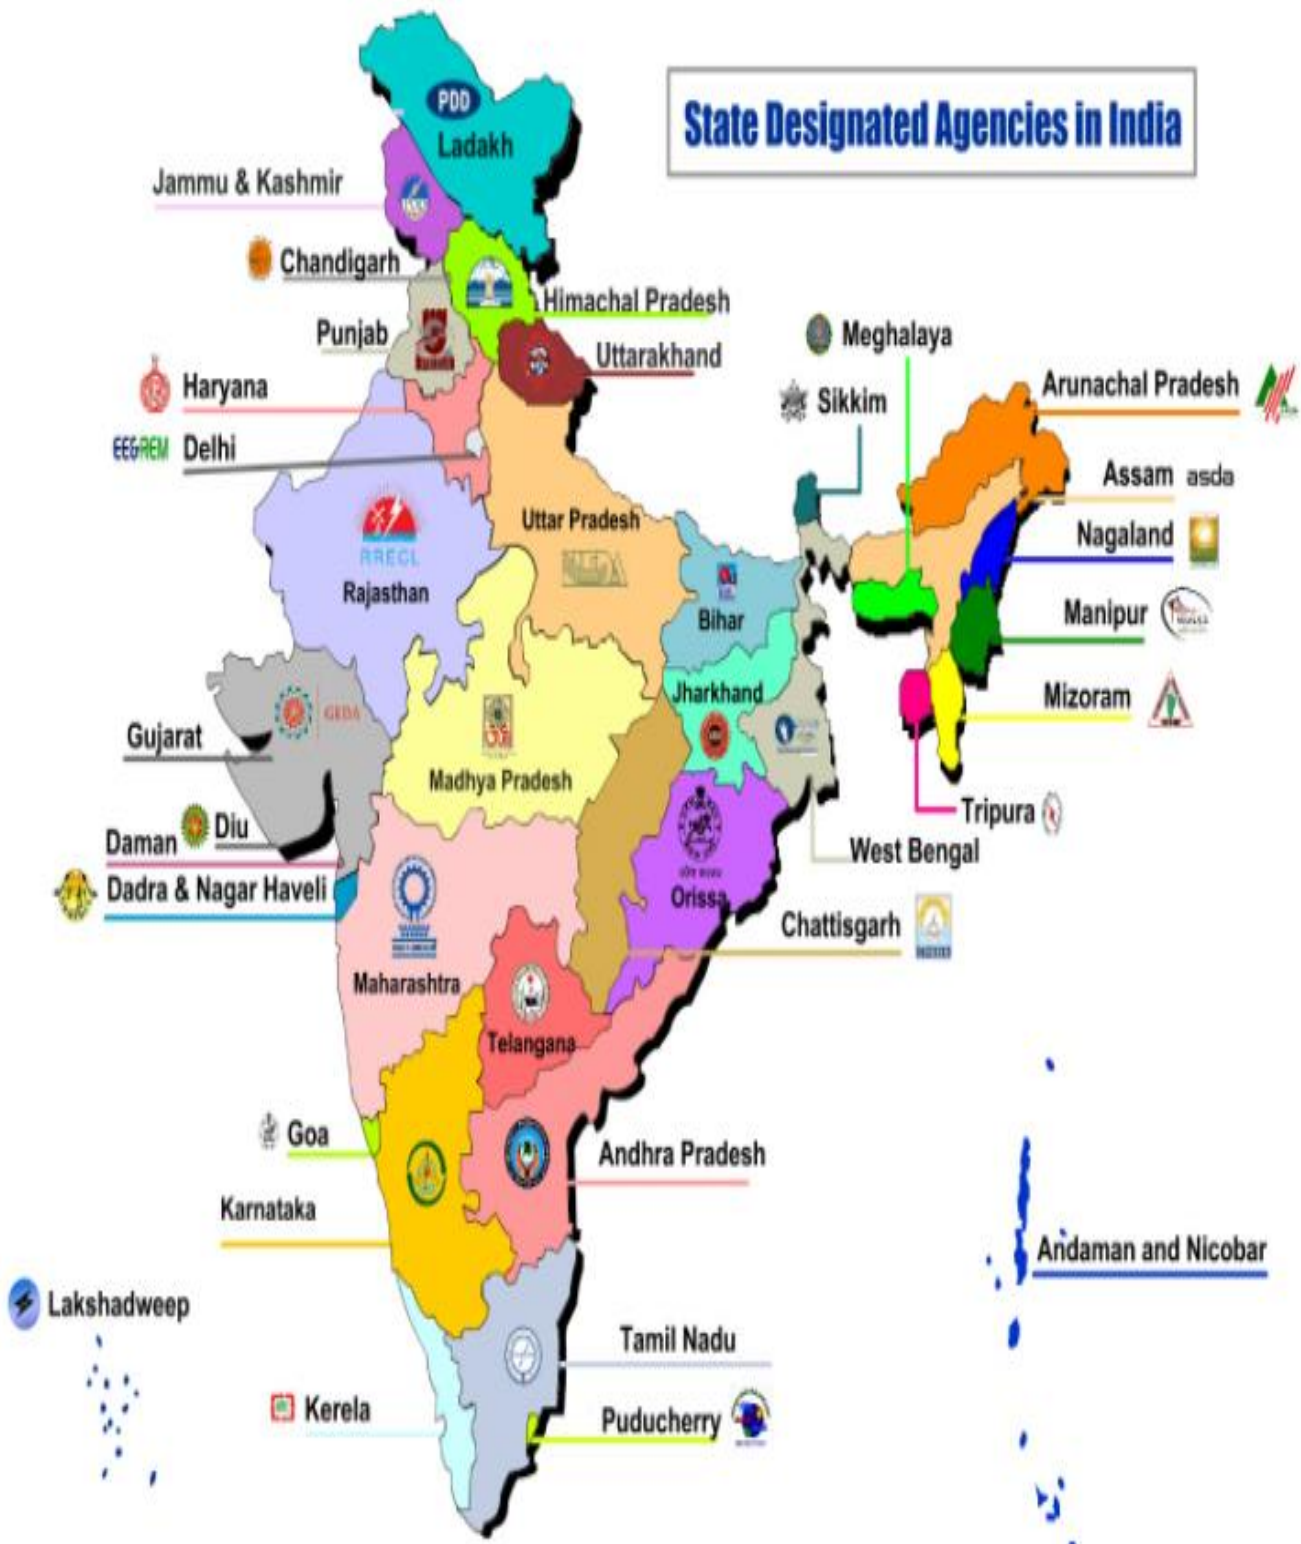 State Designated Agencies in India
PDD
Ladakh
Jammu & Kashmir
Chandigarh
Himachal Pradesh
Punjab
Uttarakhand
Meghalaya
Haryana
Arunachal Pradesh
Sikkim
EE&REM Delhi
Assam asda
Uttar Pradesh
Nagaland
RRECL
Rajasthan
Bihar
Manipur
Jharkhand
Mizoram
GEDA
Gujarat
Madhya Pradesh
Tripura
Diu
Daman
West Bengal
Dadra & Nagar Haveli
Orissa
Chattisgarh
Maharashtra
Telangana
Goa
Andhra Pradesh
Karnataka
Andaman and Nicobar
Lakshadweep
Tamil Nadu
Kerela
Puducherry